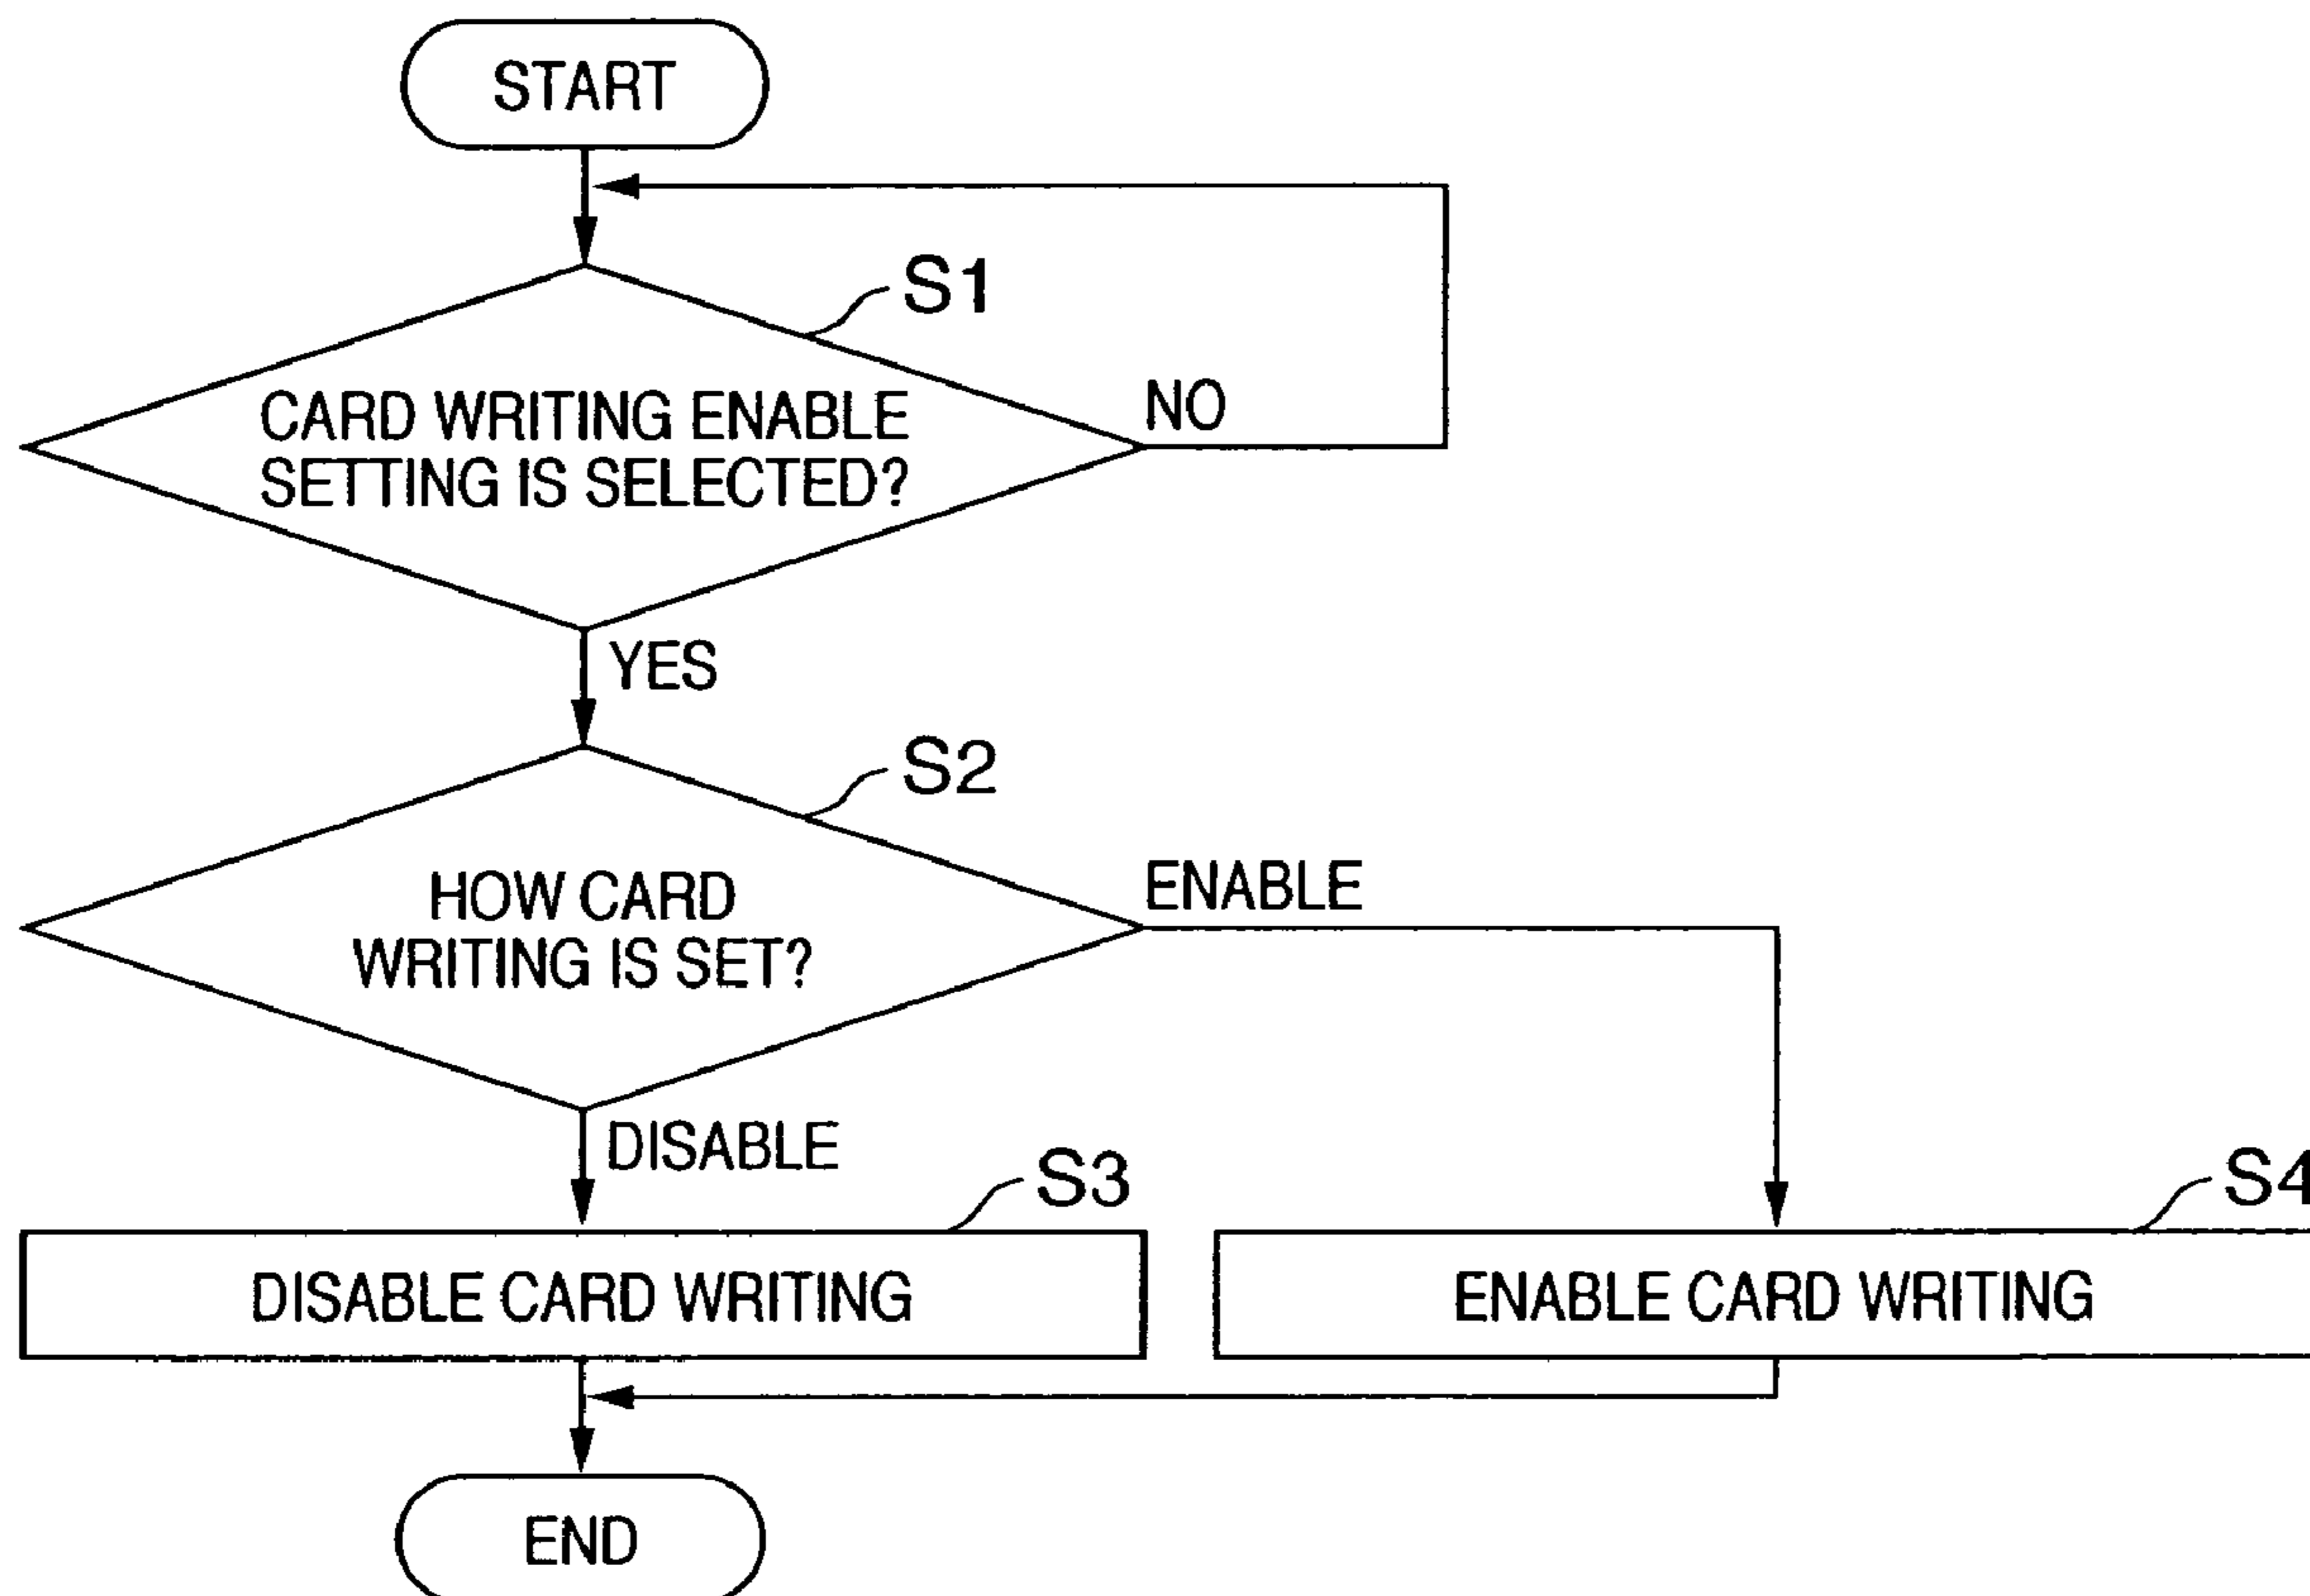 START
S1
CARD WRITING ENABLE
SETTING IS SELECTED?
NO
YES
S2
HOW CARD
WRITING IS SET?
ENABLE
DISABLE
S3
S4
DISABLE CARD WRITING
ENABLE CARD WRITING
END